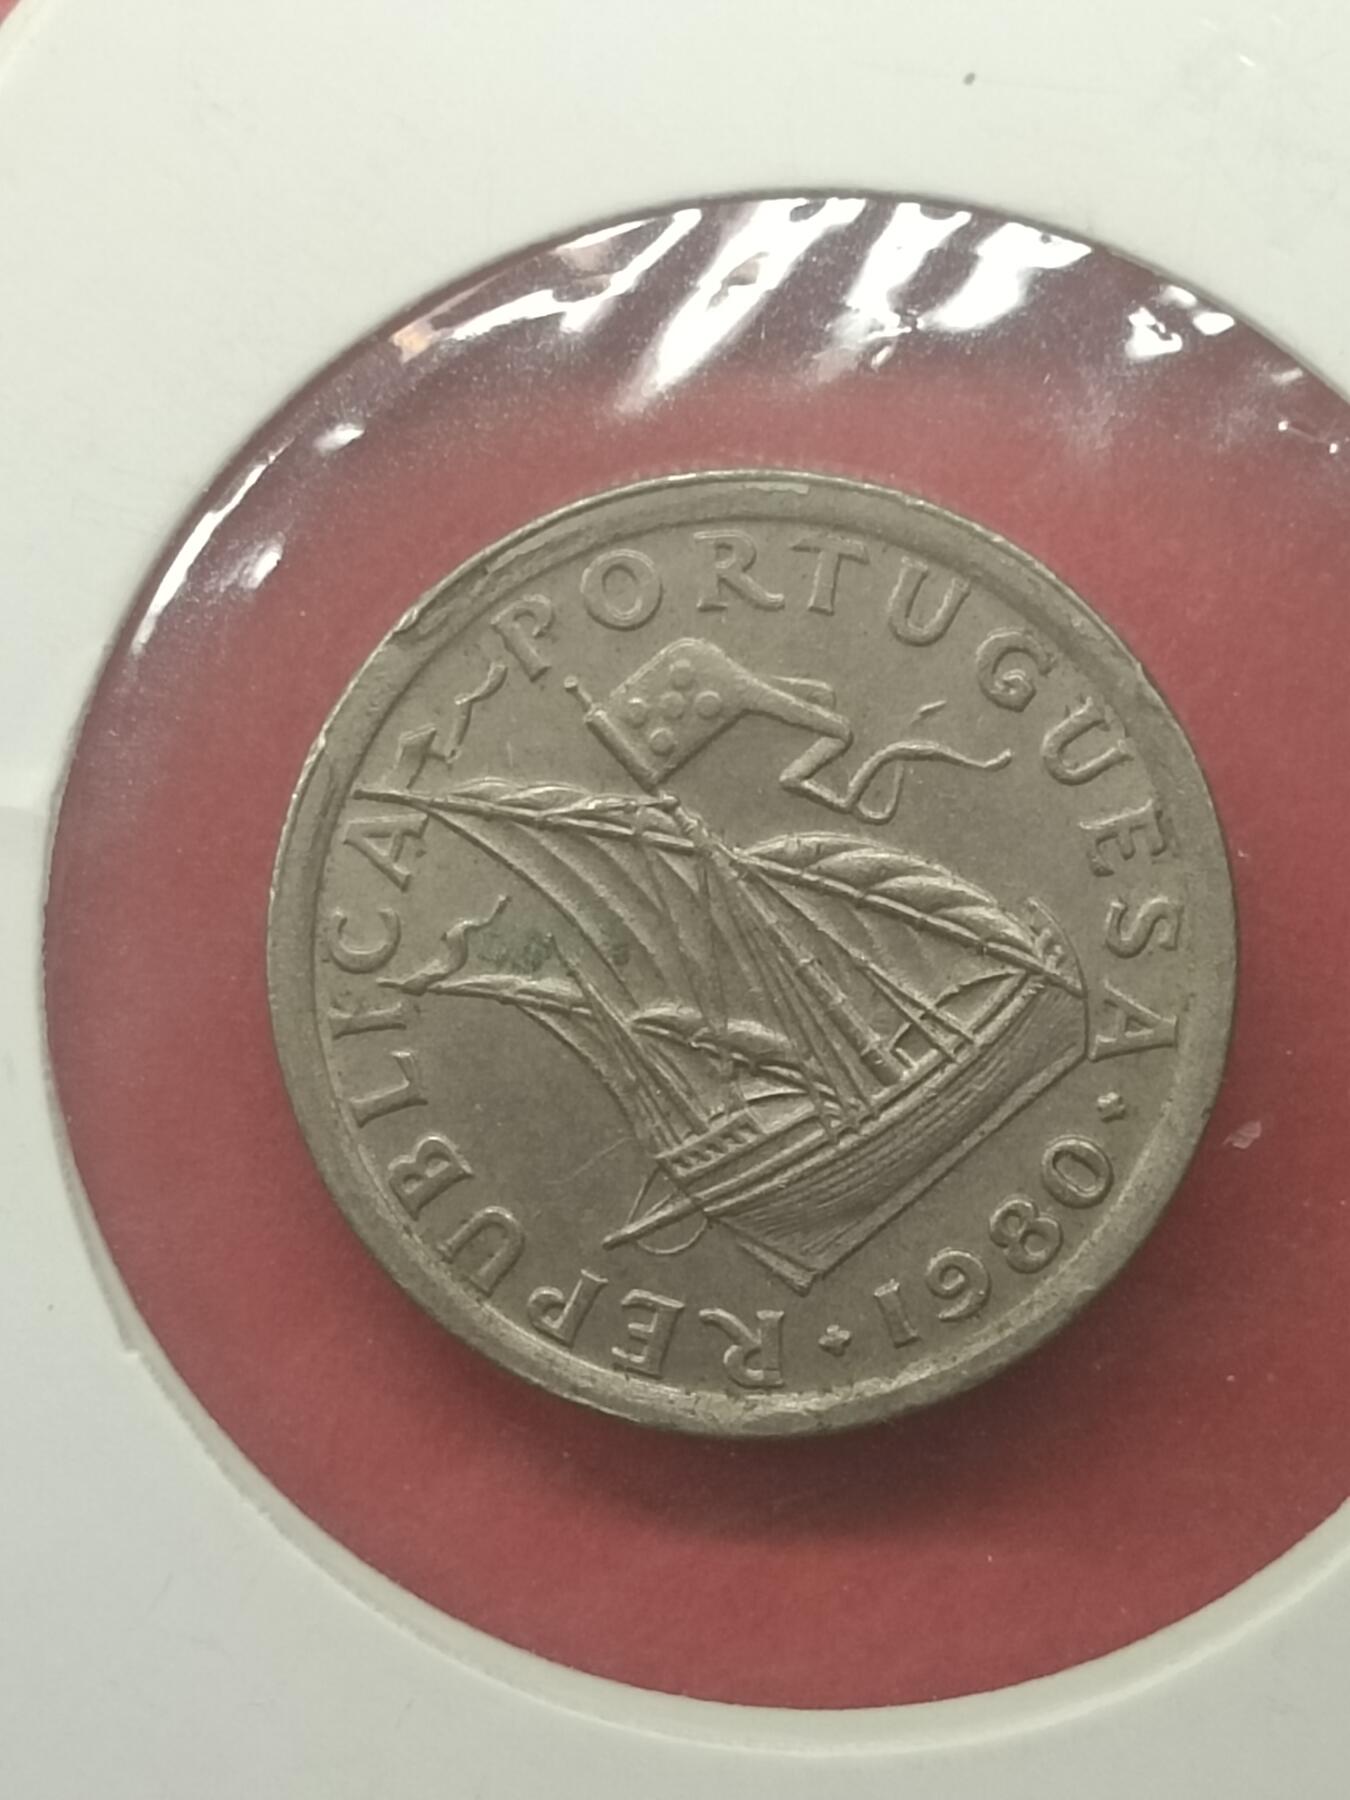 REPUBLICA PORTUGUESA · 1980 ·